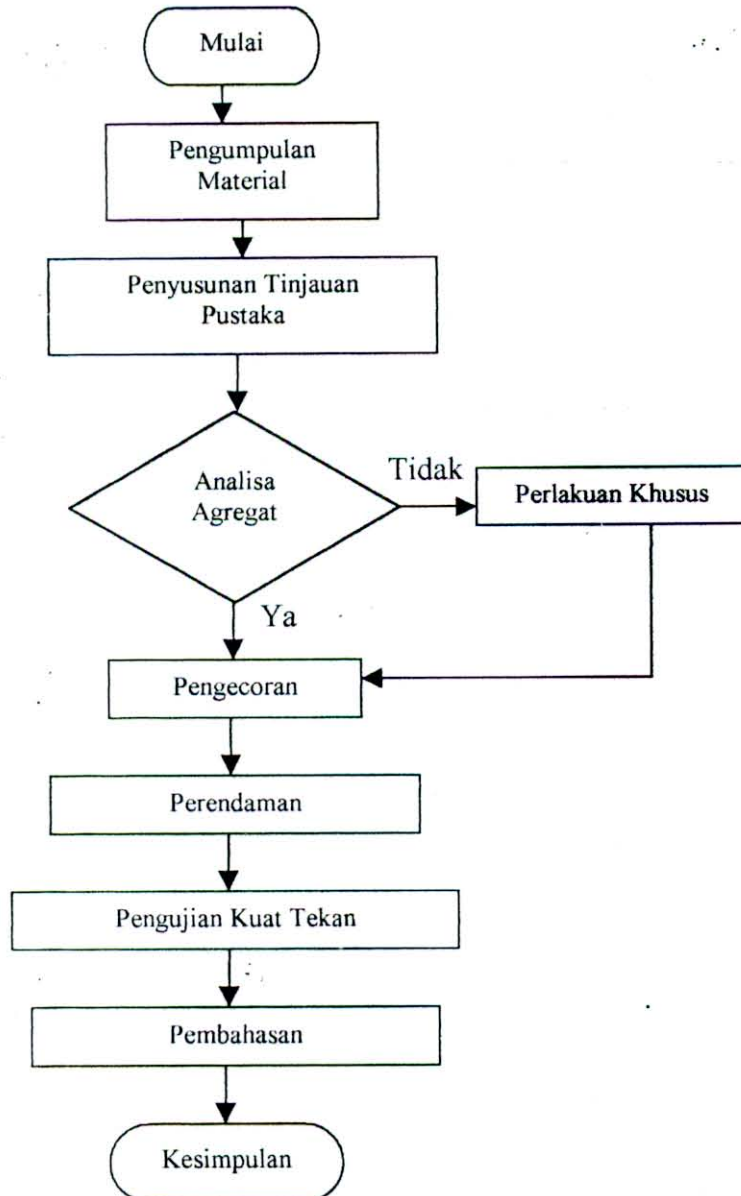 Mulai
Pengumpulan
Material
Penyusunan Tinjauan
Pustaka
Analisa
Agregat
Tidak
Perlakuan Khusus
Ya
Pengecoran
Perendaman
Pengujian Kuat Tekan
Pembahasan
Kesimpulan